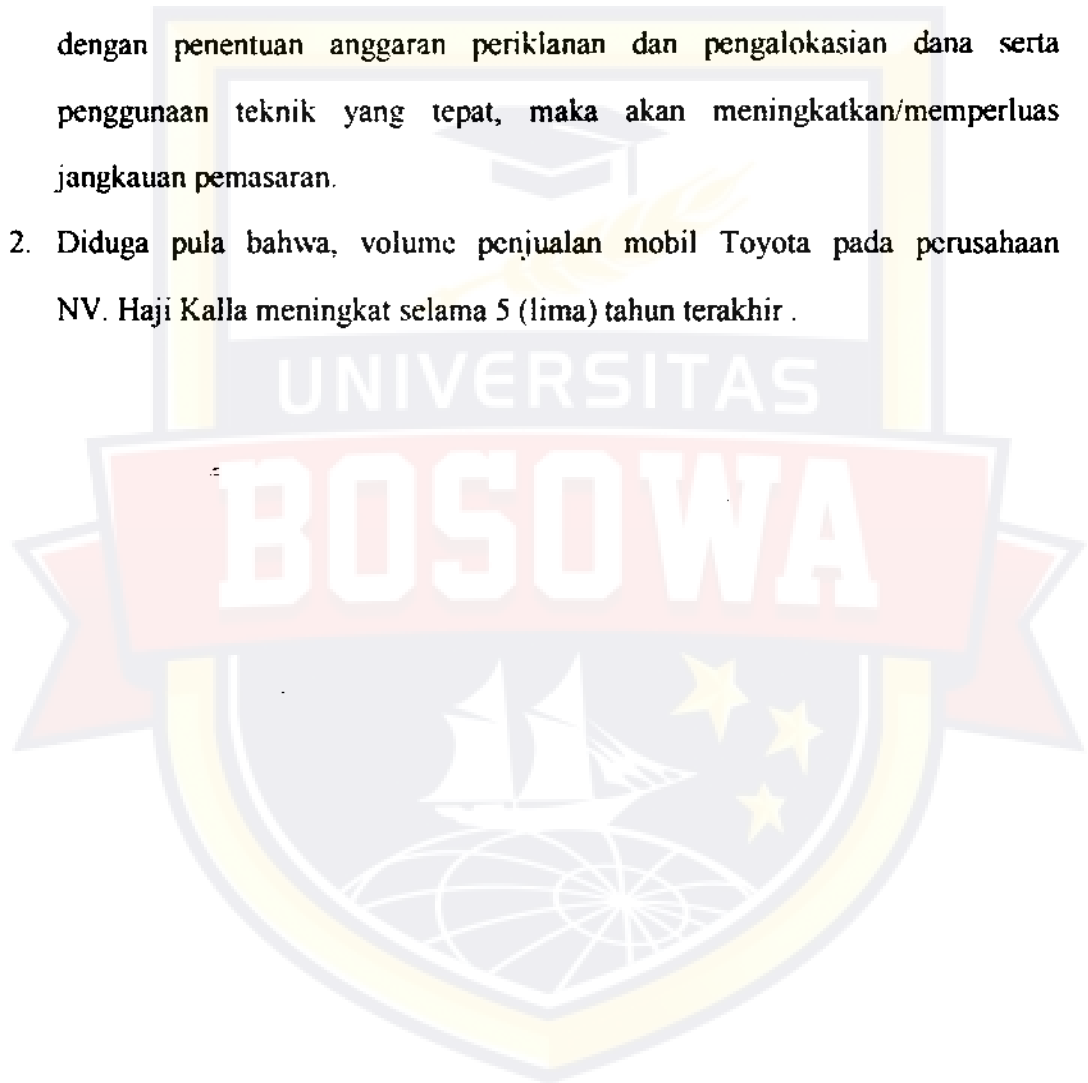 dengan penentuan anggaran periklanan dan pengalokasian dana serta
penggunaan teknik yang tepat, maka akan meningkatkan/memperluas
jangkauan pemasaran.
2. Diduga pula bahwa, volume penjualan mobil Toyota pada perusahaan
NV. Haji Kalla meningkat selama 5 (lima) tahun terakhir .
UNIVERSITAS
BOSOWA